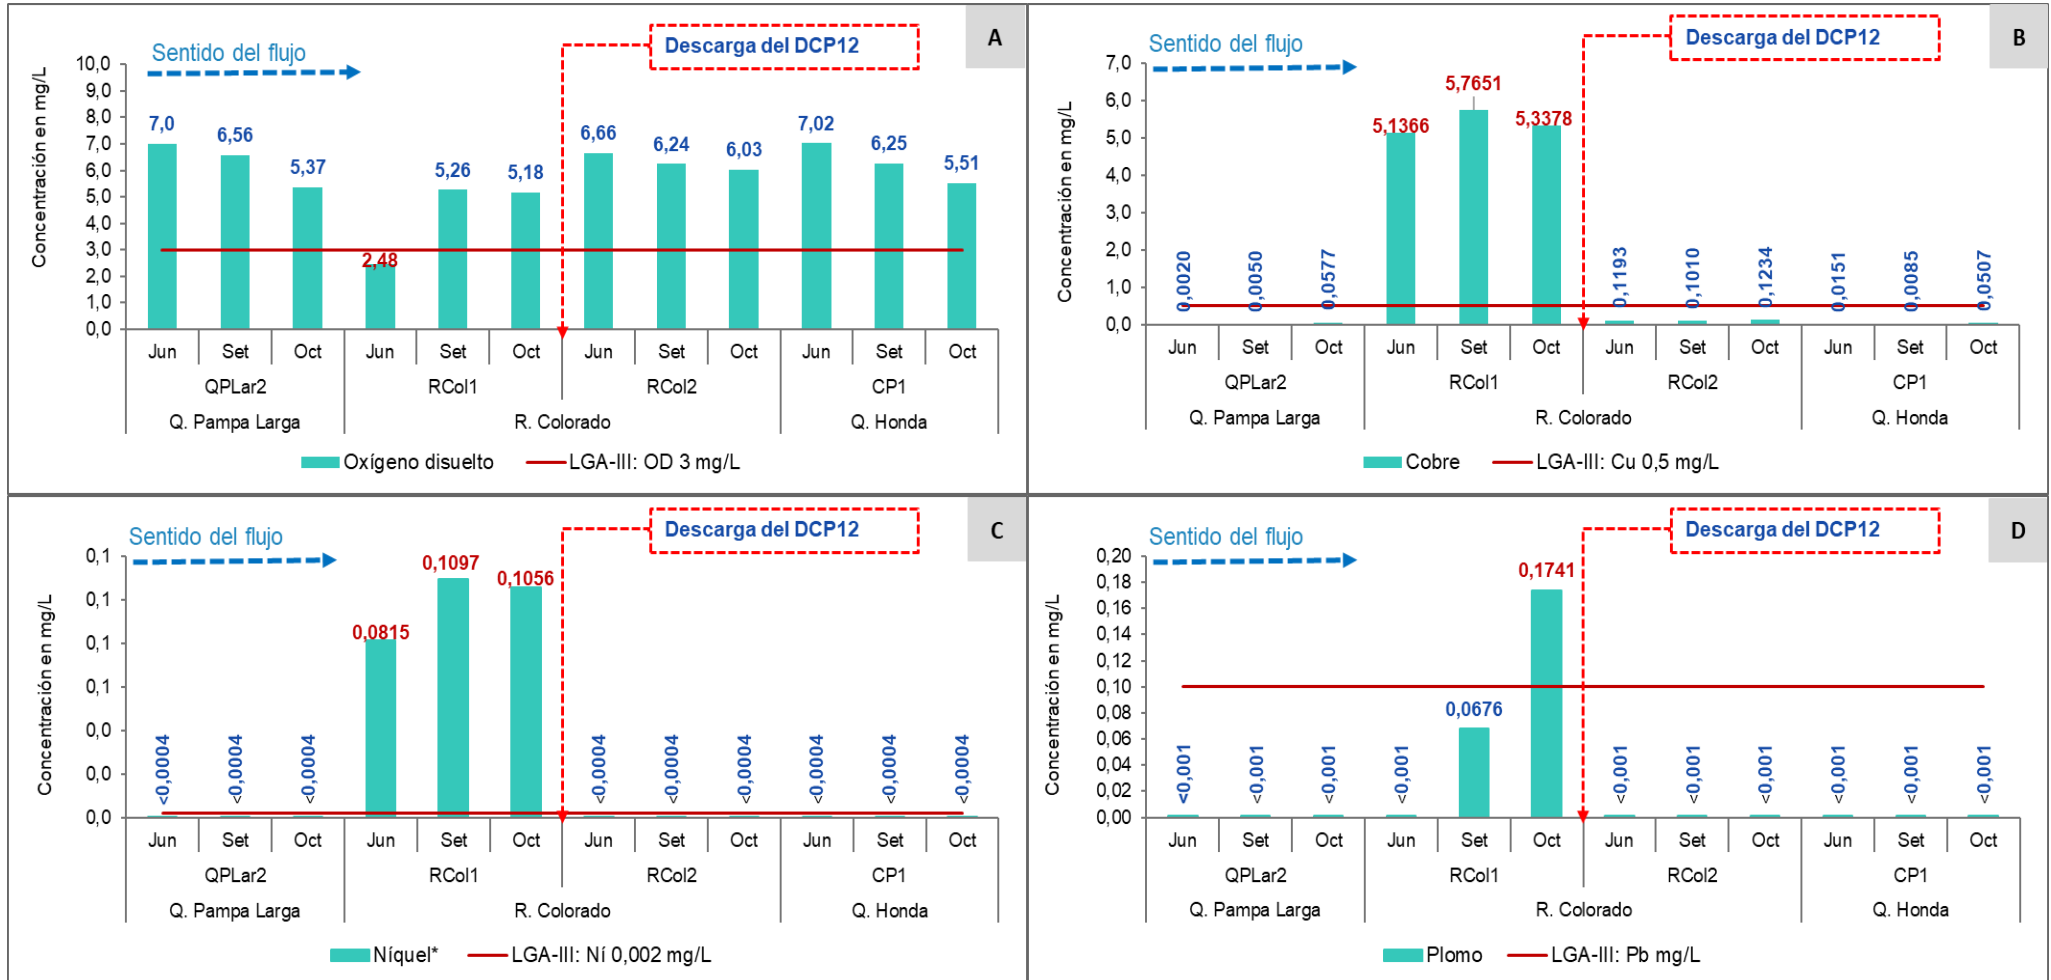 A
Sentido del flujo
Descarga del DCP12
Concentración en mg/L
10,0
9,0
8,0
7,0
6,0
5,0
4,0
3,0
2,0
1,0
0,0
7,0 6,56 5,37 2,48 5,26 5,18 6,66 6,24 6,03 7,02 6,25 5,51
Jun Set Oct Jun Set Oct Jun Set Oct Jun Set Oct
QPLar2 RCol1 RCol2 CP1
Q. Pampa Larga R. Colorado Q. Honda
Oxígeno disuelto LGA-III: OD 3 mg/L
B
Sentido del flujo
Descarga del DCP12
Concentración en mg/L
7,0
6,0
5,0
4,0
3,0
2,0
1,0
0,0
0,0020 0,0050 0,0577 5,1366 5,7651 5,3378 0,1193 0,1010 0,1234 0,0151 0,0085 0,0507
Jun Set Oct Jun Set Oct Jun Set Oct Jun Set Oct
QPLar2 RCol1 RCol2 CP1
Q. Pampa Larga R. Colorado Q. Honda
Cobre LGA-III: Cu 0,5 mg/L
C
Sentido del flujo
Descarga del DCP12
Concentración en mg/L
0,1
0,1
0,1
0,1
0,0
0,0
0,0
<0,0004 <0,0004 <0,0004 0,0815 0,1097 0,1056 <0,0004 <0,0004 <0,0004 <0,0004 <0,0004 <0,0004
Jun Set Oct Jun Set Oct Jun Set Oct Jun Set Oct
QPLar2 RCol1 RCol2 CP1
Q. Pampa Larga R. Colorado Q. Honda
Níquel* LGA-III: Ní 0,002 mg/L
D
Sentido del flujo
Descarga del DCP12
Concentración en mg/L
0,20
0,18
0,16
0,14
0,12
0,10
0,08
0,06
0,04
0,02
0,00
<0,001 <0,001 <0,001 <0,001 0,0676 0,1741 <0,001 <0,001 <0,001 <0,001 <0,001 <0,001
Jun Set Oct Jun Set Oct Jun Set Oct Jun Set Oct
QPLar2 RCol1 RCol2 CP1
Q. Pampa Larga R. Colorado Q. Honda
Plomo LGA-III: Pb mg/L